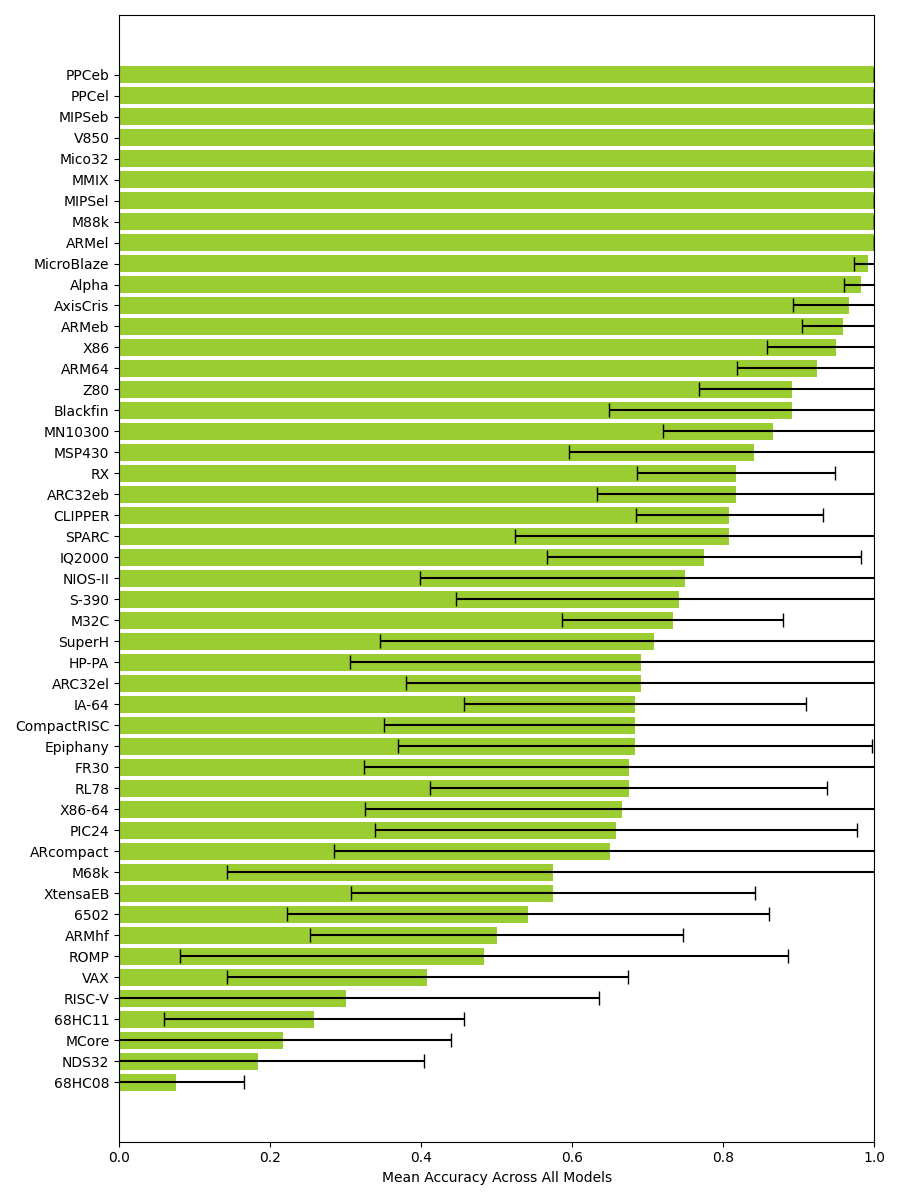 PPCeb
PPCel
MIPSeb
V850
Mico32
MMIX
MIPSel
M88k
ARMel
MicroBlaze
Alpha
AxisCris
ARMeb
X86
ARM64
Z80
Blackfin
MN10300
MSP430
RX
ARC32eb
CLIPPER
SPARC
IQ2000
NIOS-II
S-390
M32C
SuperH
HP-PA
ARC32el
IA-64
CompactRISC
Epiphany
FR30
RL78
X86-64
PIC24
ARcompact
M68k
XtensaEB
6502
ARMhf
ROMP
VAX
RISC-V
68HC11
MCore
NDS32
68HC08
0.0 0.2 0.4 0.6 0.8 1.0
Mean Accuracy Across All Models